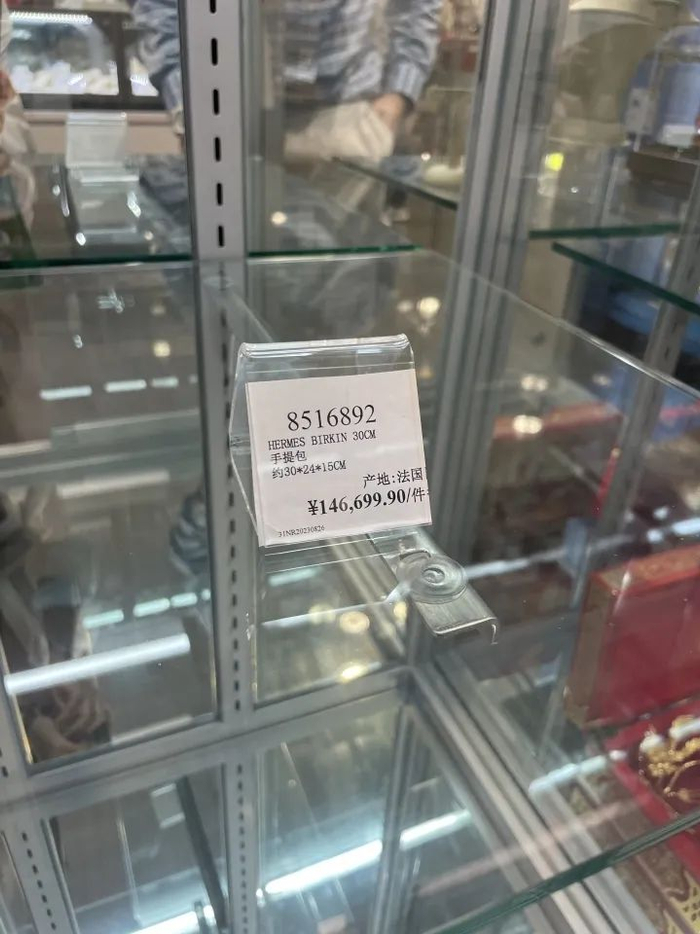 8516892
HERMES BIRKIN 30CM
手提包
约30*24*15CM
产地:法国
¥146,699.90/件
31NR20230826